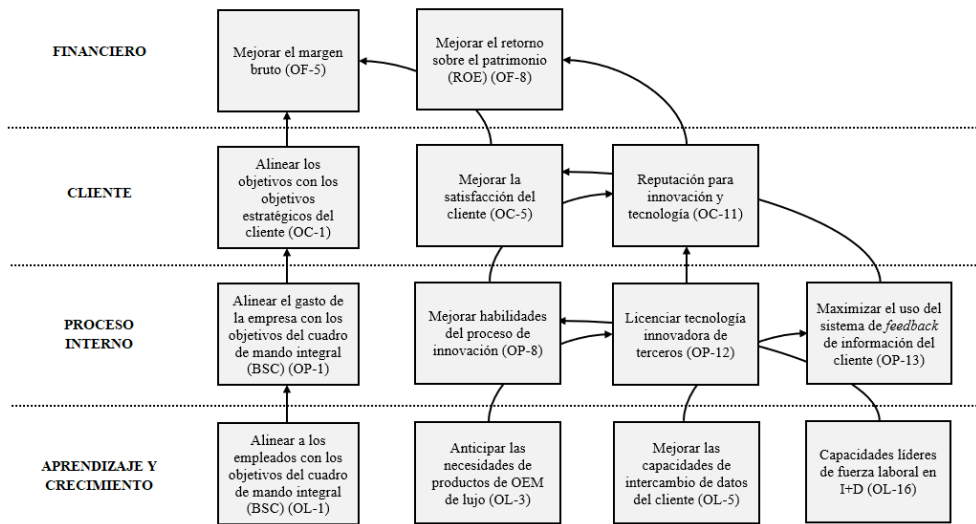 FINANCIERO
Mejorar el margen
bruto (OF-5)
Mejorar el retorno
sobre el patrimonio
(ROE) (OF-8)
CLIENTE
Alinear los
objetivos con los
objetivos
estratégicos del
cliente (OC-1)
Mejorar la
satisfacción del
cliente (OC-5)
Reputación para
innovación y
tecnología (OC-11)
PROCESO
INTERNO
Alinear el gasto de
la empresa con los
objetivos del cuadro
de mando integral
(BSC) (OP-1)
Mejorar habilidades
del proceso de
innovación (OP-8)
Licenciar tecnología
innovadora de
terceros (OP-12)
Maximizar el uso del
sistema de feedback
de información del
cliente (OP-13)
APRENDIZAJE Y
CRECIMIENTO
Alinear a los
empleados con los
objetivos del cuadro
de mando integral
(BSC) (OL-1)
Anticipar las
necesidades de
productos de OEM
de lujo (OL-3)
Mejorar las
capacidades de
intercambio de datos
del cliente (OL-5)
Capacidades líderes
de fuerza laboral en
I+D (OL-16)